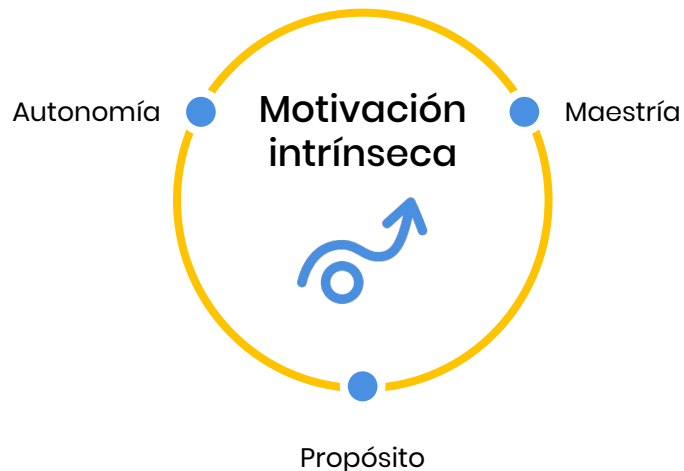 Motivación
intrínseca
Autonomía
Maestría
Propósito